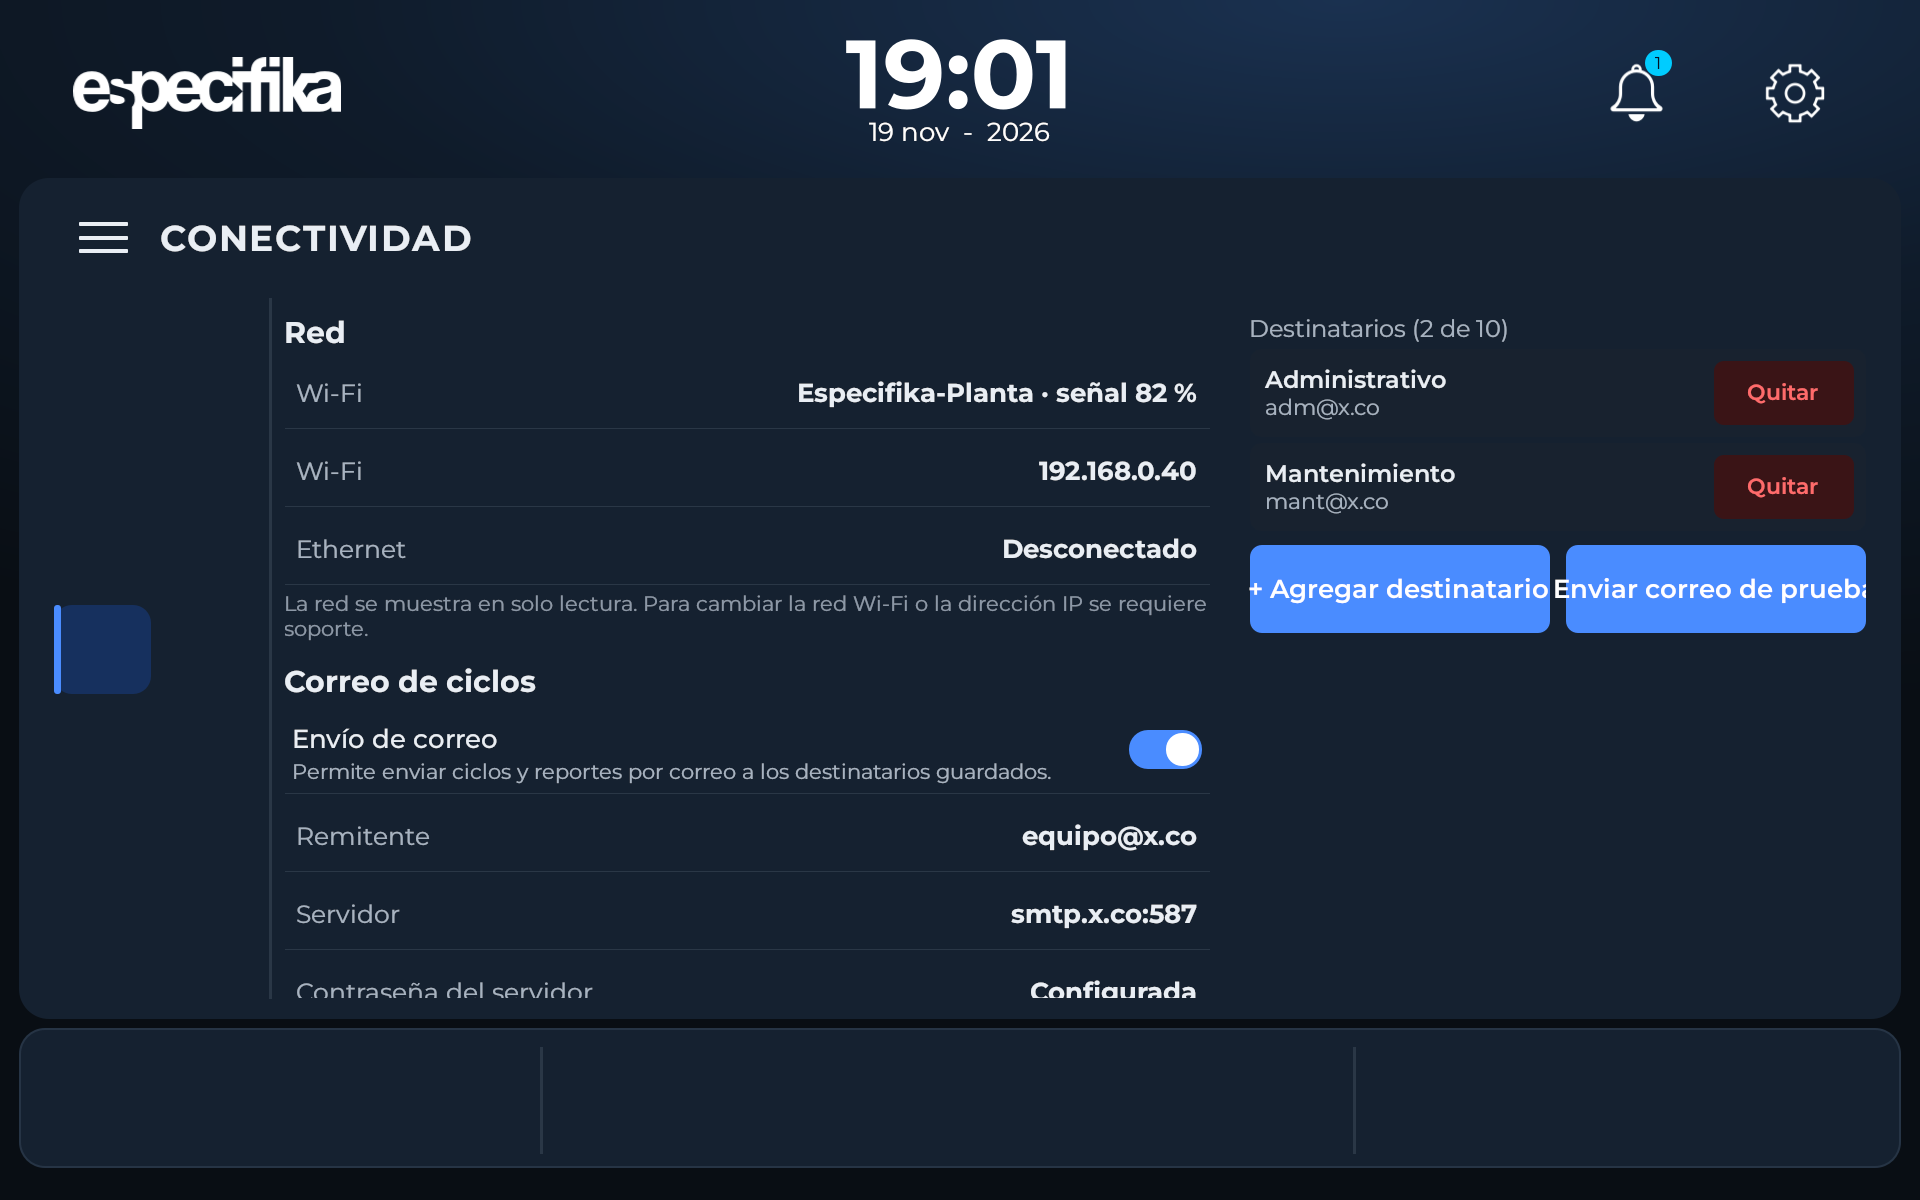 especifika
19:01
19 nov - 2026
1
CONECTIVIDAD
Red
Wi-Fi
Especifika-Planta · señal 82 %
Wi-Fi
192.168.0.40
Ethernet
Desconectado
La red se muestra en solo lectura. Para cambiar la red Wi-Fi o la dirección IP se requiere
soporte.
Correo de ciclos
Envío de correo
Permite enviar ciclos y reportes por correo a los destinatarios guardados.
Remitente
equipo@x.co
Servidor
smtp.x.co:587
Contraseña del servidor
Configurada
Destinatarios (2 de 10)
Administrativo
adm@x.co
Quitar
Mantenimiento
mant@x.co
Quitar
+ Agregar destinatario
Enviar correo de prueba